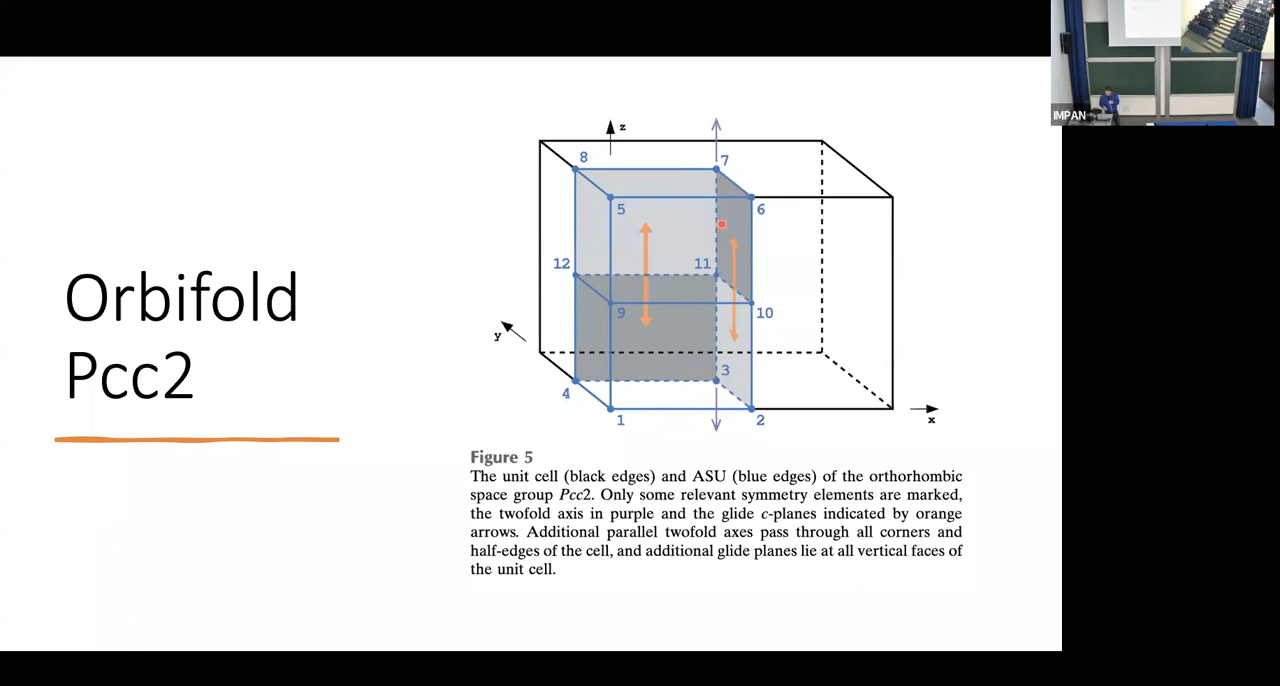 Orbifold
Pcc2
z
8
7
5
6
12
11
9
10
y
3
4
1
2
x
Figure 5
The unit cell (black edges) and ASU (blue edges) of the orthorhombic
space group Pcc2. Only some relevant symmetry elements are marked,
the twofold axis in purple and the glide c-planes indicated by orange
arrows. Additional parallel twofold axes pass through all corners and
half-edges of the cell, and additional glide planes lie at all vertical faces of
the unit cell.
IMPAN